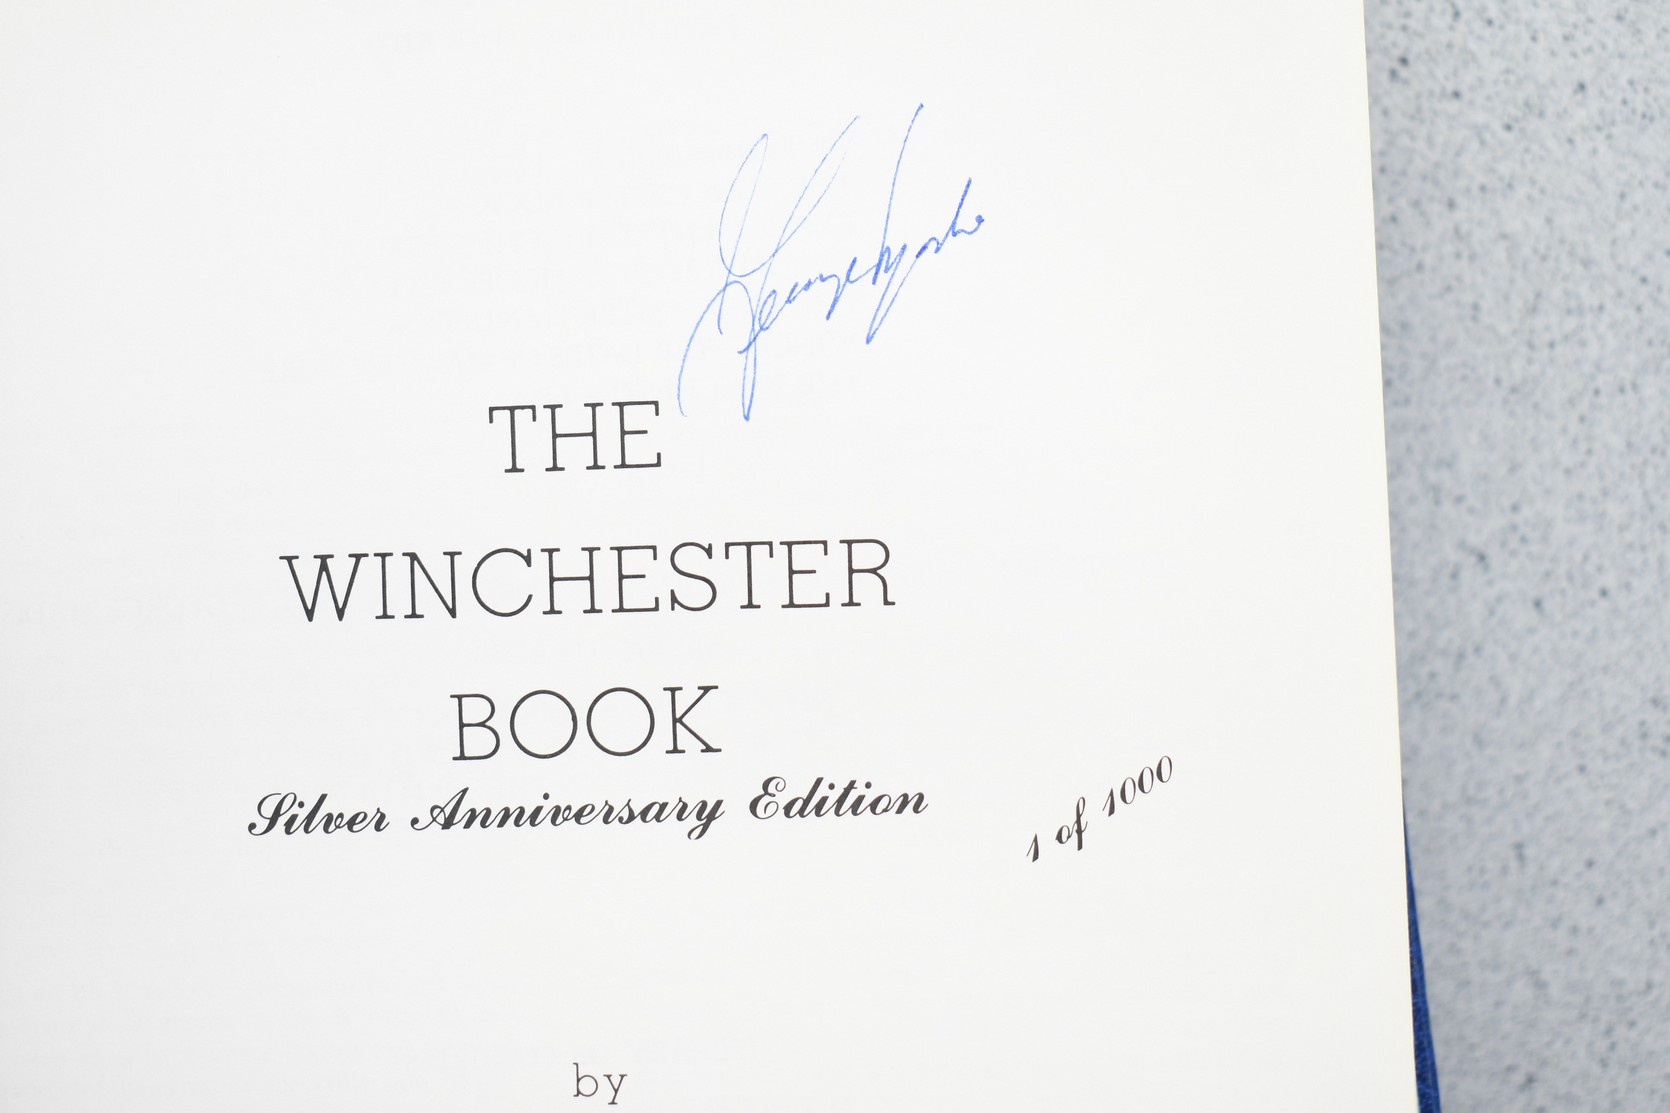 THE
WINCHESTER
BOOK
Silver Anniversary Edition
1 of 1000
by